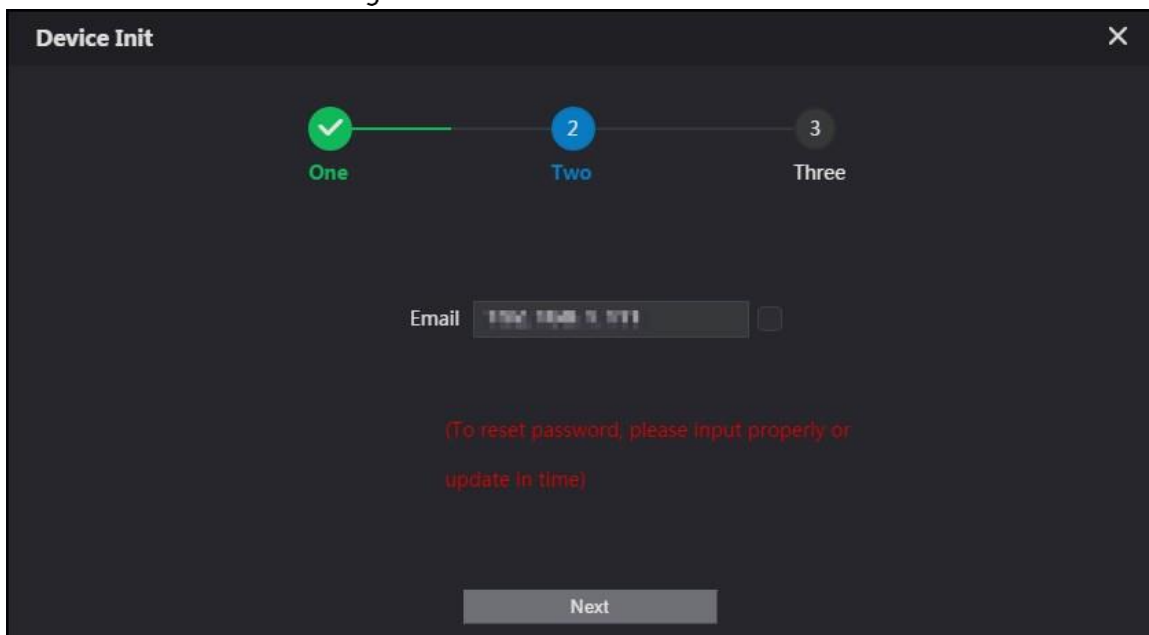 Device Init
2
3
One
Two
Three
Email
(To reset password, please input properly or
update in time)
Next